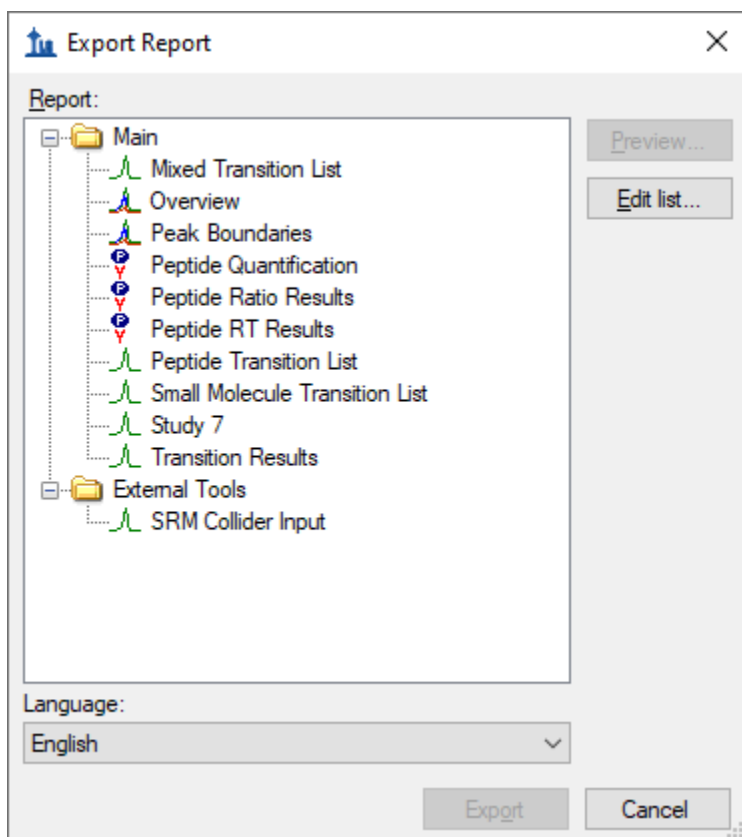 Export Report
Report:
Main
Mixed Transition List
Overview
Peak Boundaries
Peptide Quantification
Peptide Ratio Results
Peptide RT Results
Peptide Transition List
Small Molecule Transition List
Study 7
Transition Results
External Tools
SRM Collider Input
Preview...
Edit list...
Language:
English
Export
Cancel